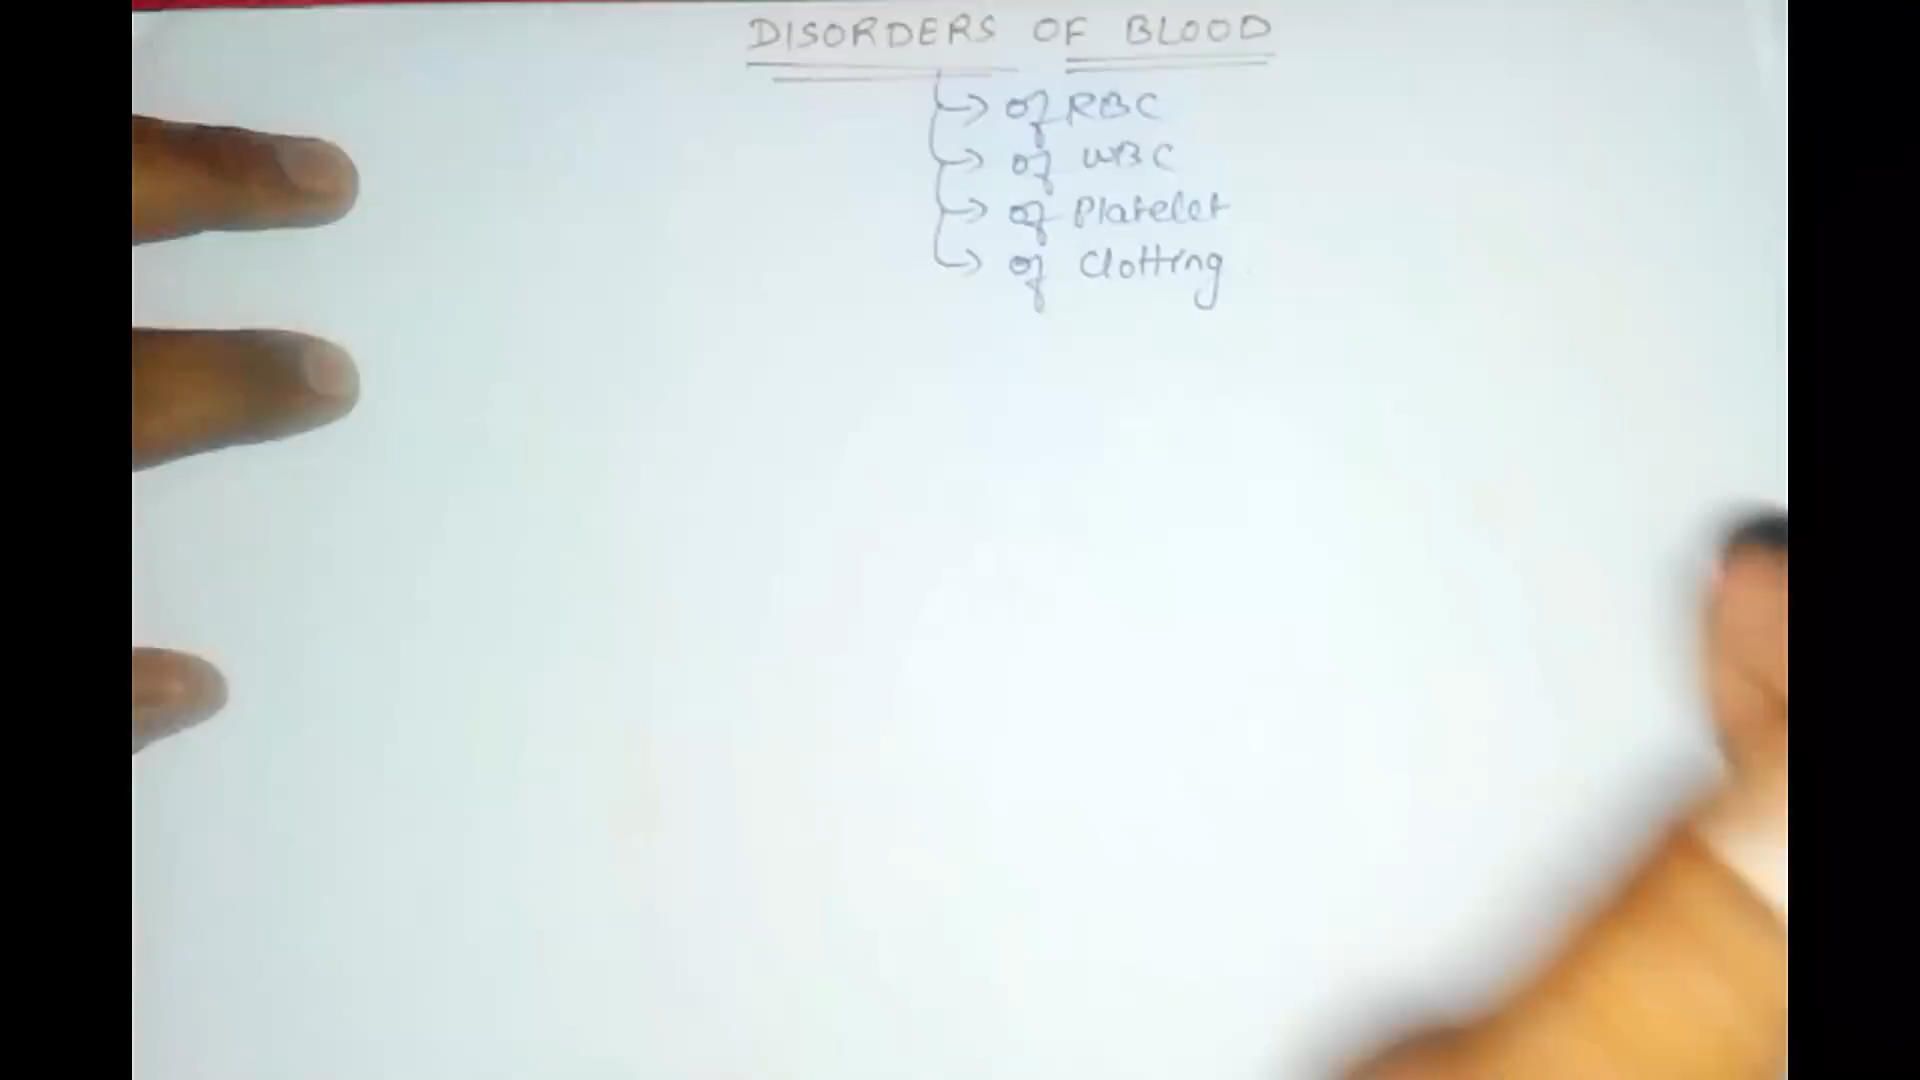 DISORDERS OF BLOOD
→ of RBC
→ of WBC
→ of Platelet
→ of Clotting